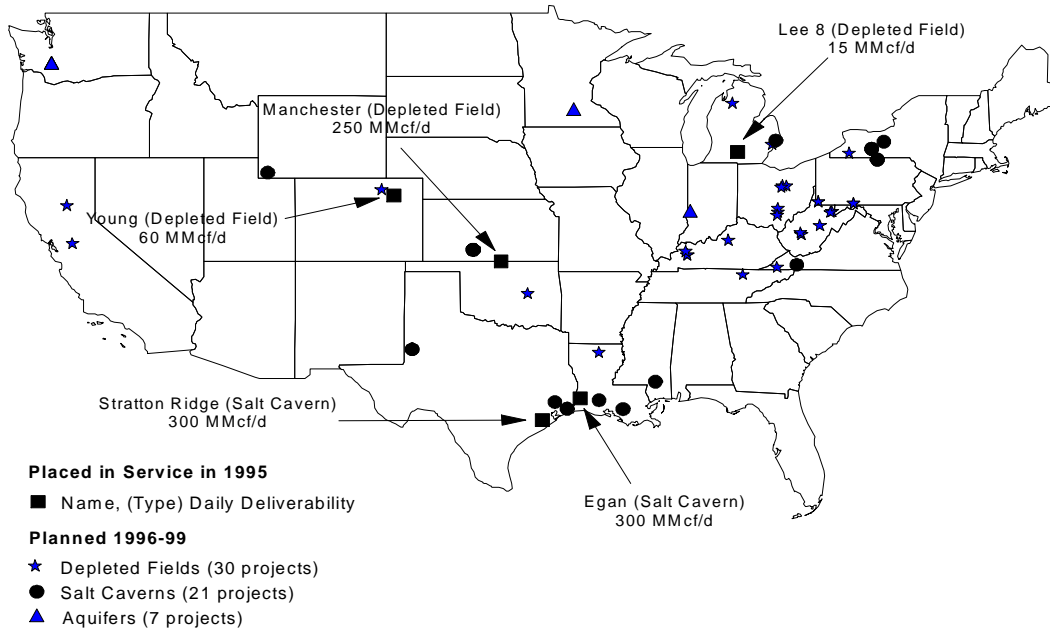 Lee 8 (Depleted Field)
15 MMcf/d
Manchester (Depleted Field)
250 MMcf/d
Young (Depleted Field)
60 MMcf/d
Stratton Ridge (Salt Cavern)
300 MMcf/d
Egan (Salt Cavern)
300 MMcf/d
Placed in Service in 1995
Name, (Type) Daily Deliverability
Planned 1996-99
Depleted Fields (30 projects)
Salt Caverns (21 projects)
Aquifers (7 projects)